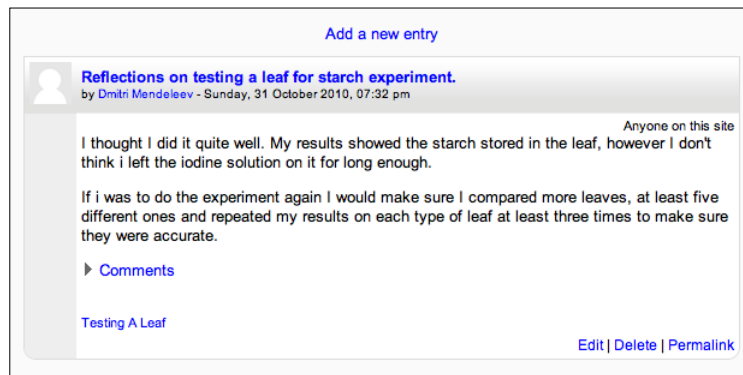 Add a new entry
Reflections on testing a leaf for starch experiment.
by Dmitri Mendeleev - Sunday, 31 October 2010, 07:32 pm
Anyone on this site
I thought I did it quite well. My results showed the starch stored in the leaf, however I don't
think i left the iodine solution on it for long enough.
If i was to do the experiment again I would make sure I compared more leaves, at least five
different ones and repeated my results on each type of leaf at least three times to make sure
they were accurate.
Comments
Testing A Leaf
Edit | Delete | Permalink